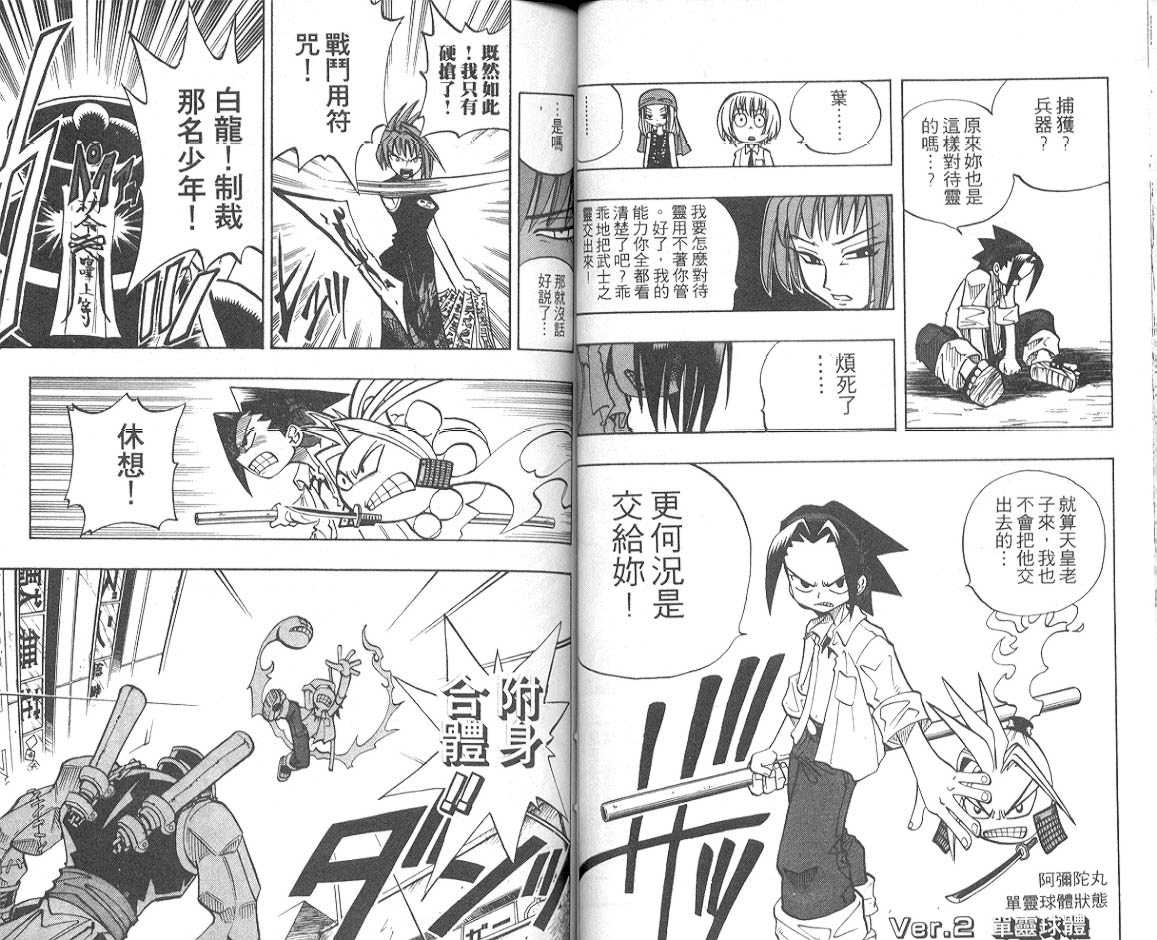 捕獲?
兵器?
原來妳也是
這樣對待靈
的嗎…?
葉……
……
我要怎麼對待
靈用不著你管
。好了,我的
能力你全都看
清楚了吧?乖
乖地把武士之
靈交出來—
煩死了
……
就算天皇老
子來,我也
不會把他交
出去的…
更何況是
交給妳!
阿彌陀丸
單靈球體狀態
Ver.2 單靈球體
…是嗎
那就沒話
好說了…
既然如此
!我只有
硬搶了!
戰鬥用符
咒!
白龍!制裁
那名少年!
休想!
附身
合體!!
ダンッ
無